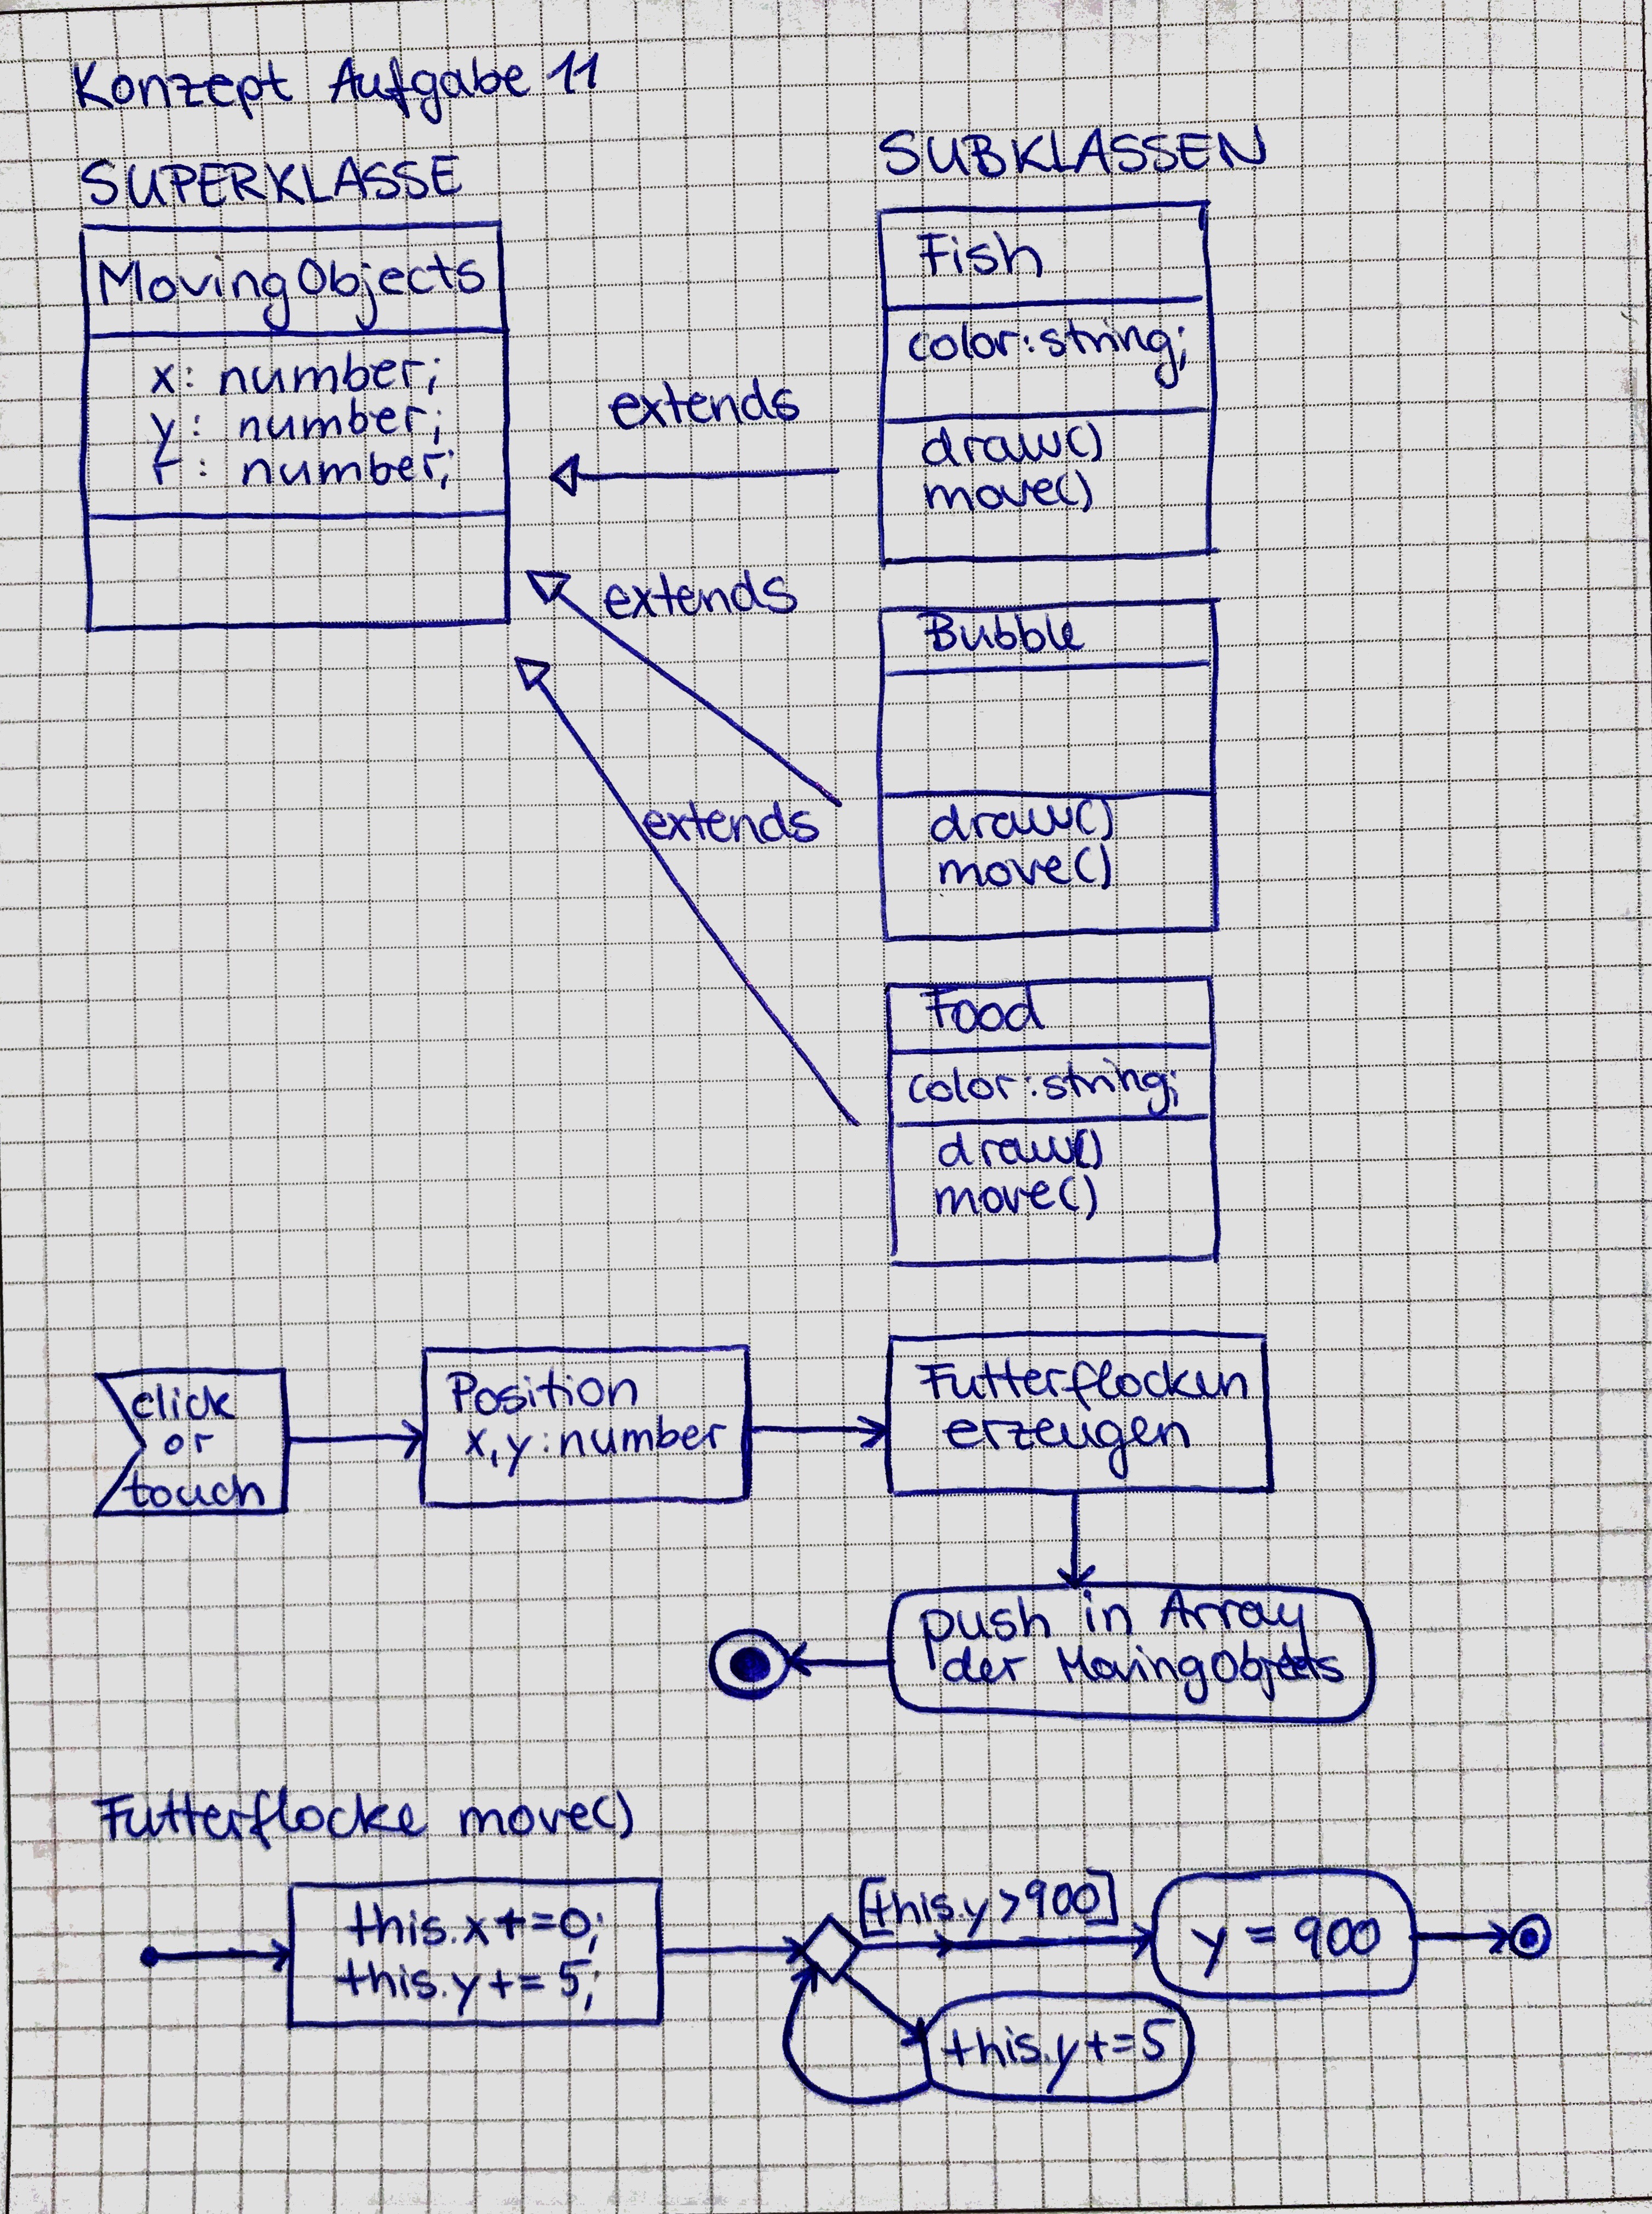 Konzept Aufgabe 11
SUPERKLASSE
MovingObjects
x: number;
y: number;
r: number;
SUBKLASSEN
Fish
color:string;
draw()
move()
extends
extends
extends
Bubble
draw()
move()
Food
color:string;
draw()
move()
click
or
touch
Position
x,y:number
Futterflocken
erzeugen
push in Array
der MovingObjects
Futterflocke move()
this.x+=0;
this.y+=5;
[this.y>900]
y=900
this.y+=5